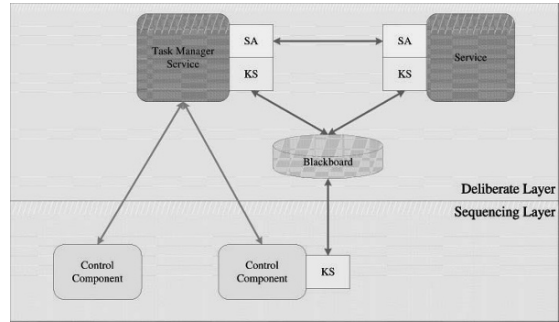 Task Manager
Service
SA
KS
SA
KS
Service
Blackboard
Deliberate Layer
Sequencing Layer
Control
Component
Control
Component
KS